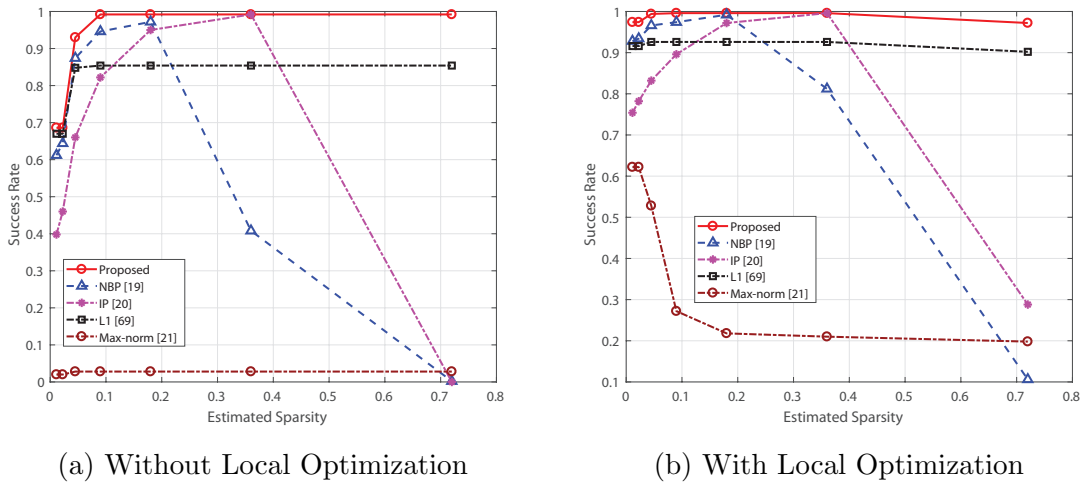 1
0.9
0.8
0.7
0.6
0.5
0.4
0.3
0.2
0.1
0
Success Rate
Proposed
NBP [19]
IP [20]
L1 [69]
Max-norm [21]
0 0.1 0.2 0.3 0.4 0.5 0.6 0.7 0.8
Estimated Sparsity
(a) Without Local Optimization
1
0.9
0.8
0.7
0.6
0.5
0.4
0.3
0.2
0.1
Success Rate
Proposed
NBP [19]
IP [20]
L1 [69]
Max-norm [21]
0 0.1 0.2 0.3 0.4 0.5 0.6 0.7 0.8
Estimated Sparsity
(b) With Local Optimization